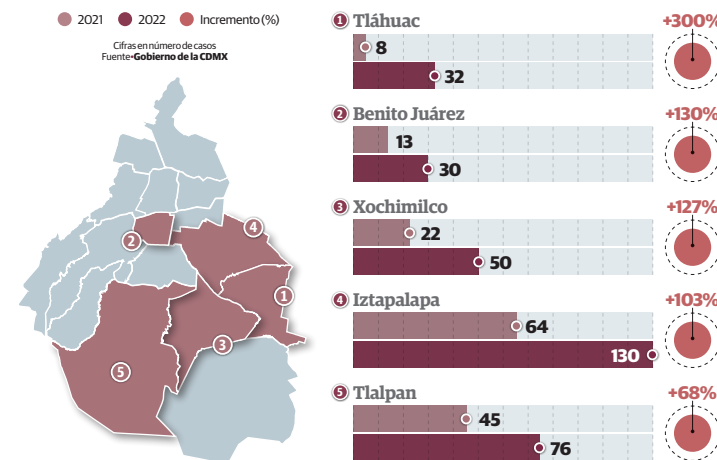 2021 2022 Incremento (%)
Cifras en número de casos
Fuente•Gobierno de la CDMX
1 Tláhuac +300%
8
32
2 Benito Juárez +130%
13
30
3 Xochimilco +127%
22
50
4 Iztapalapa +103%
64
130
5 Tlalpan +68%
45
76
4
2
1
3
5